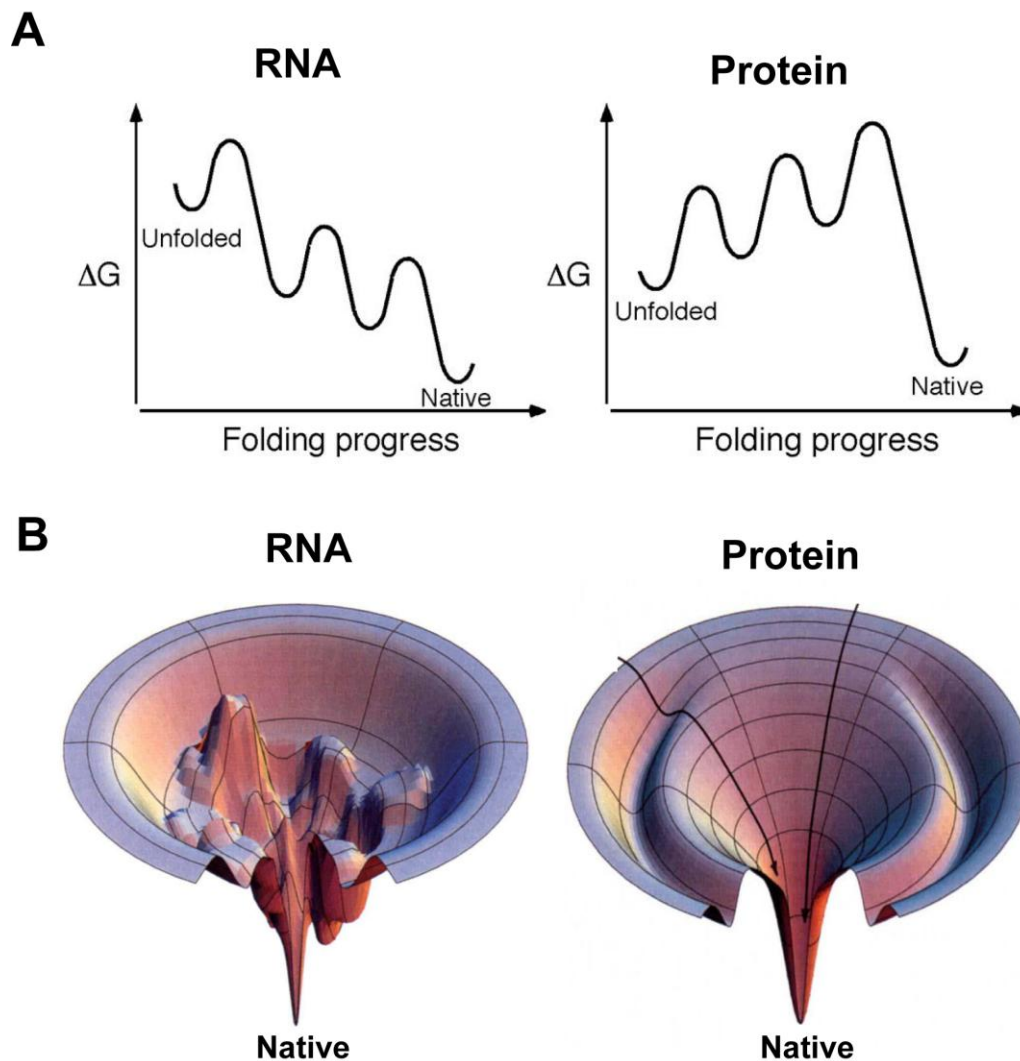 A
RNA
Protein
ΔG
Unfolded
Native
Folding progress
ΔG
Unfolded
Native
Folding progress
B
RNA
Protein
Native
Native